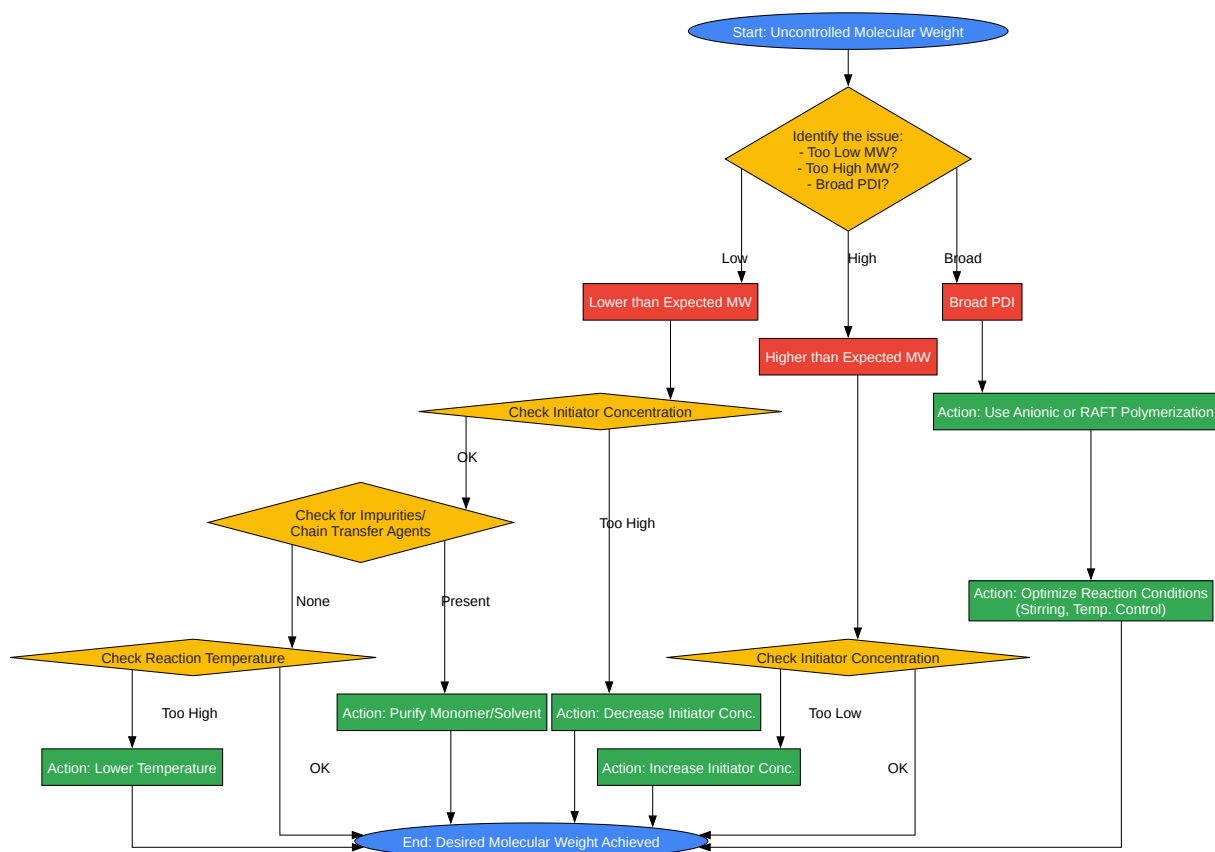 Start: Uncontrolled Molecular Weight
Identify the issue:
- Too Low MW?
- Too High MW?
- Broad PDI?
Low
High
Broad
Lower than Expected MW
Broad PDI
Higher than Expected MW
Check Initiator Concentration
Action: Use Anionic or RAFT Polymerization
OK
Check for Impurities/
Chain Transfer Agents
Too High
None
Present
Action: Optimize Reaction Conditions
(Stirring, Temp. Control)
Check Reaction Temperature
Check Initiator Concentration
Too High
Action: Purify Monomer/Solvent
Action: Decrease Initiator Conc.
Too Low
Action: Lower Temperature
OK
Action: Increase Initiator Conc.
OK
End: Desired Molecular Weight Achieved